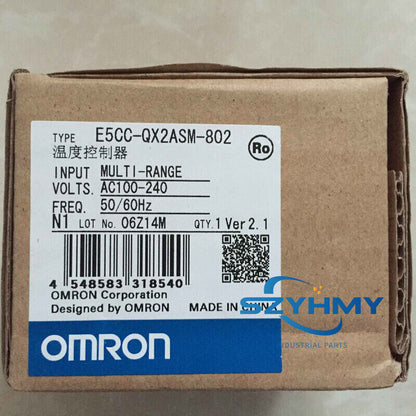 TYPE E5CC-QX2ASM-802
温度控制器
Ro
INPUT MULTI-RANGE
VOLTS. AC100-240
FREQ. 50/60Hz
N1 LOT No. 06Z14M QTY.1 Ver 2.1
4 548583 318540
OMRON Corporation
Designed by OMRON MADE IN CHINA
SZYHMY
INDUSTRIAL PARTS
OMRON